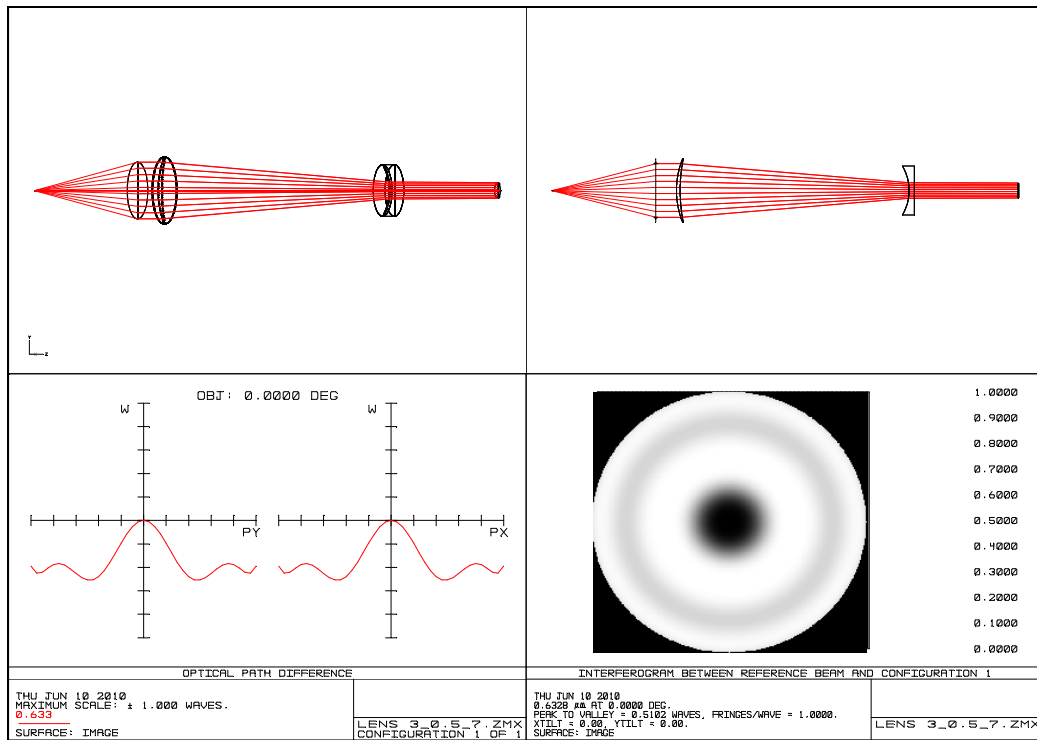 Y
Z
OBJ: 0.0000 DEG
W
W
PY
PX
1.0000
0.9000
0.8000
0.7000
0.6000
0.5000
0.4000
0.3000
0.2000
0.1000
0.0000
OPTICAL PATH DIFFERENCE
THU JUN 10 2010
MAXIMUM SCALE: ± 1.000 WAVES.
0.633
SURFACE: IMAGE
LENS 3_0.5_7.ZMX
CONFIGURATION 1 OF 1
INTERFEROGRAM BETWEEN REFERENCE BEAM AND CONFIGURATION 1
THU JUN 10 2010
0.6328 µm AT 0.0000 DEG.
PEAK TO VALLEY = 0.5102 WAVES, FRINGES/WAVE = 1.0000.
XTILT = 0.00, YTILT = 0.00.
SURFACE: IMAGE
LENS 3_0.5_7.ZMX